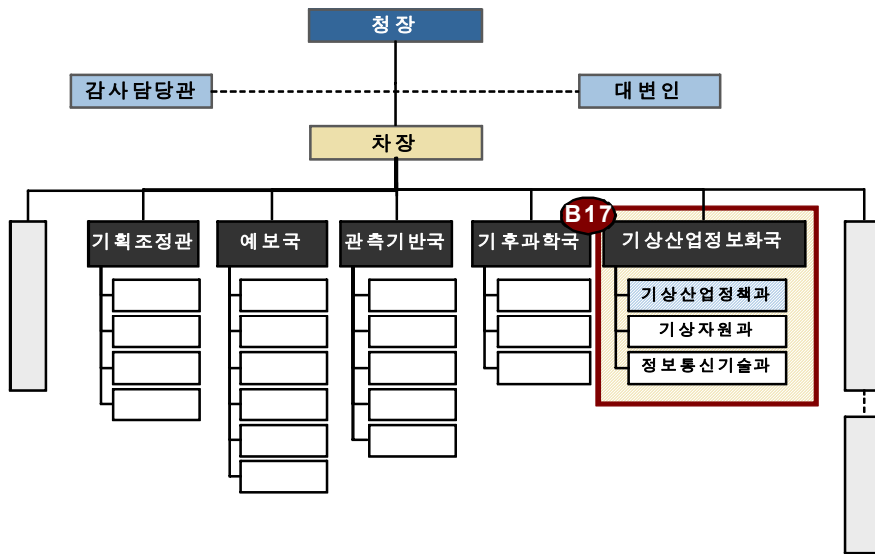 청장
감사담당관
대변인
차장
B17
기획조정관
예보국
관측기반국
기후과학국
기상산업정보화국
기상산업정책과
기상자원과
정보통신기술과